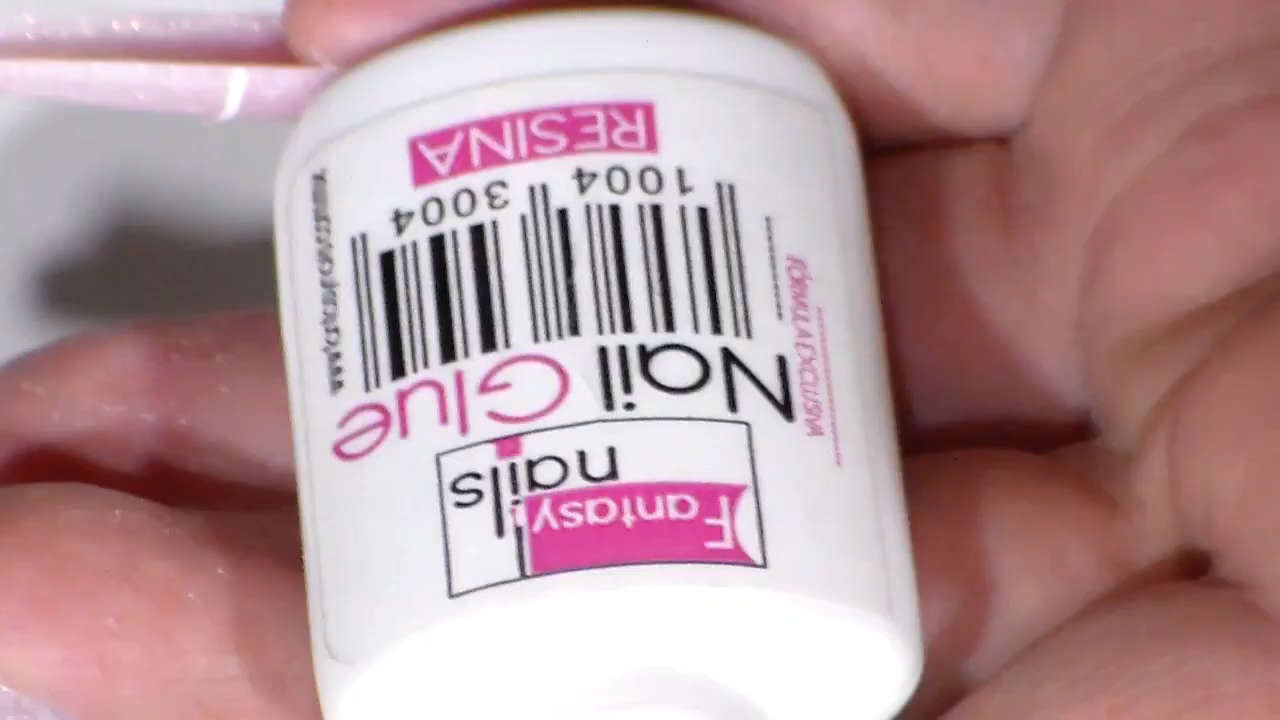 Fantasy
nails
Nail Glue
FÓRMULA EXCLUSIVA
1004 3004
RESINA